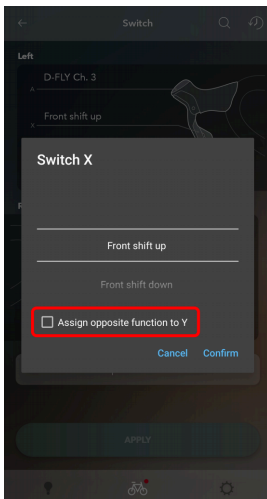 Switch
Left
D-FLY Ch. 3
A
Front shift up
X
Switch X
Front shift up
Front shift down
Assign opposite function to Y
Cancel Confirm
APPLY